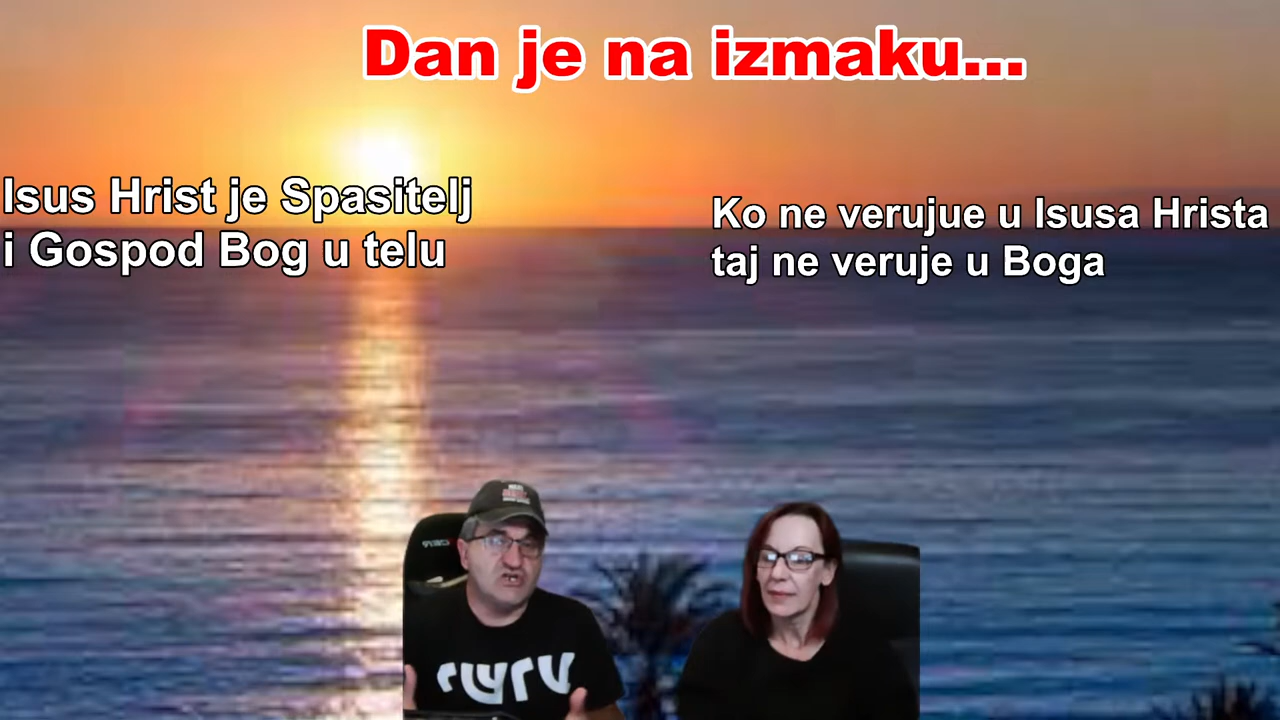 Dan je na izmaku...
Isus Hrist je Spasitelj
i Gospod Bog u telu
Ko ne verujue u Isusa Hrista
taj ne veruje u Boga